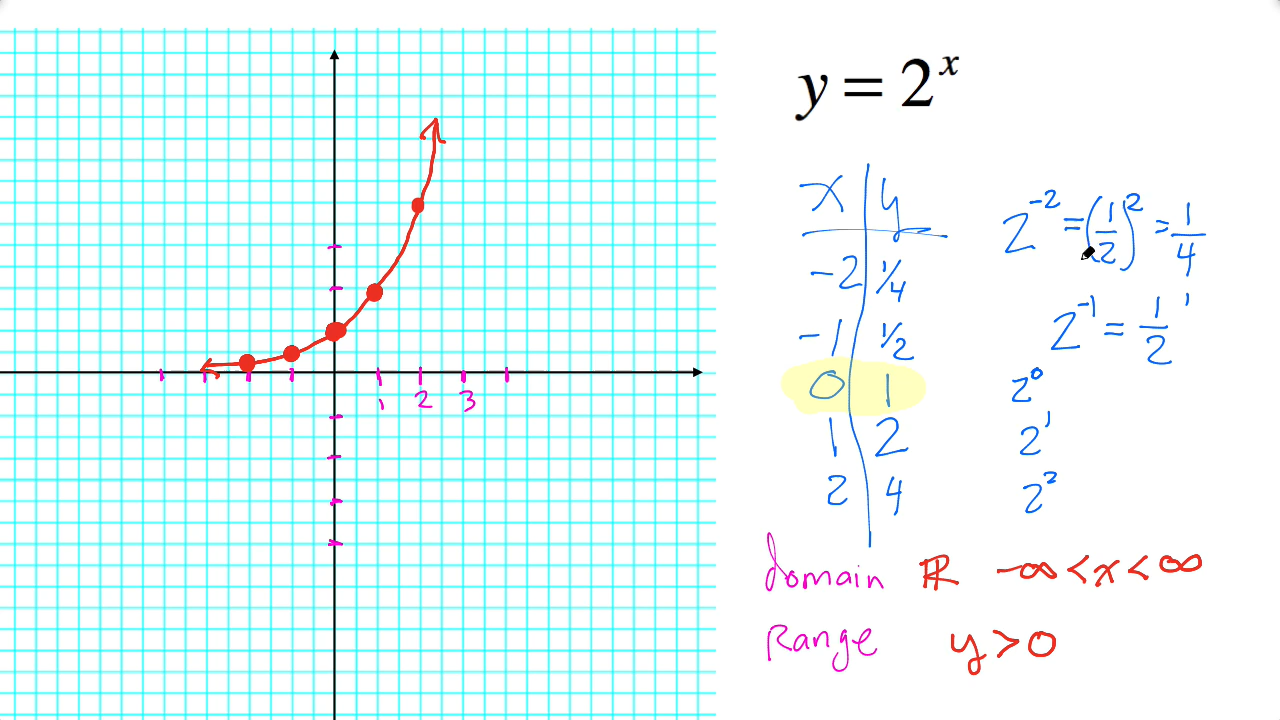 y = 2^x
x | y
-2 | 1/4
-1 | 1/2
0 | 1
1 | 2
2 | 4
2^-2 = (1/2)^2 = 1/4
2^-1 = 1/2^1
2^0
2^1
2^2
1 2 3
domain ℝ -∞ < x < ∞
Range y > 0